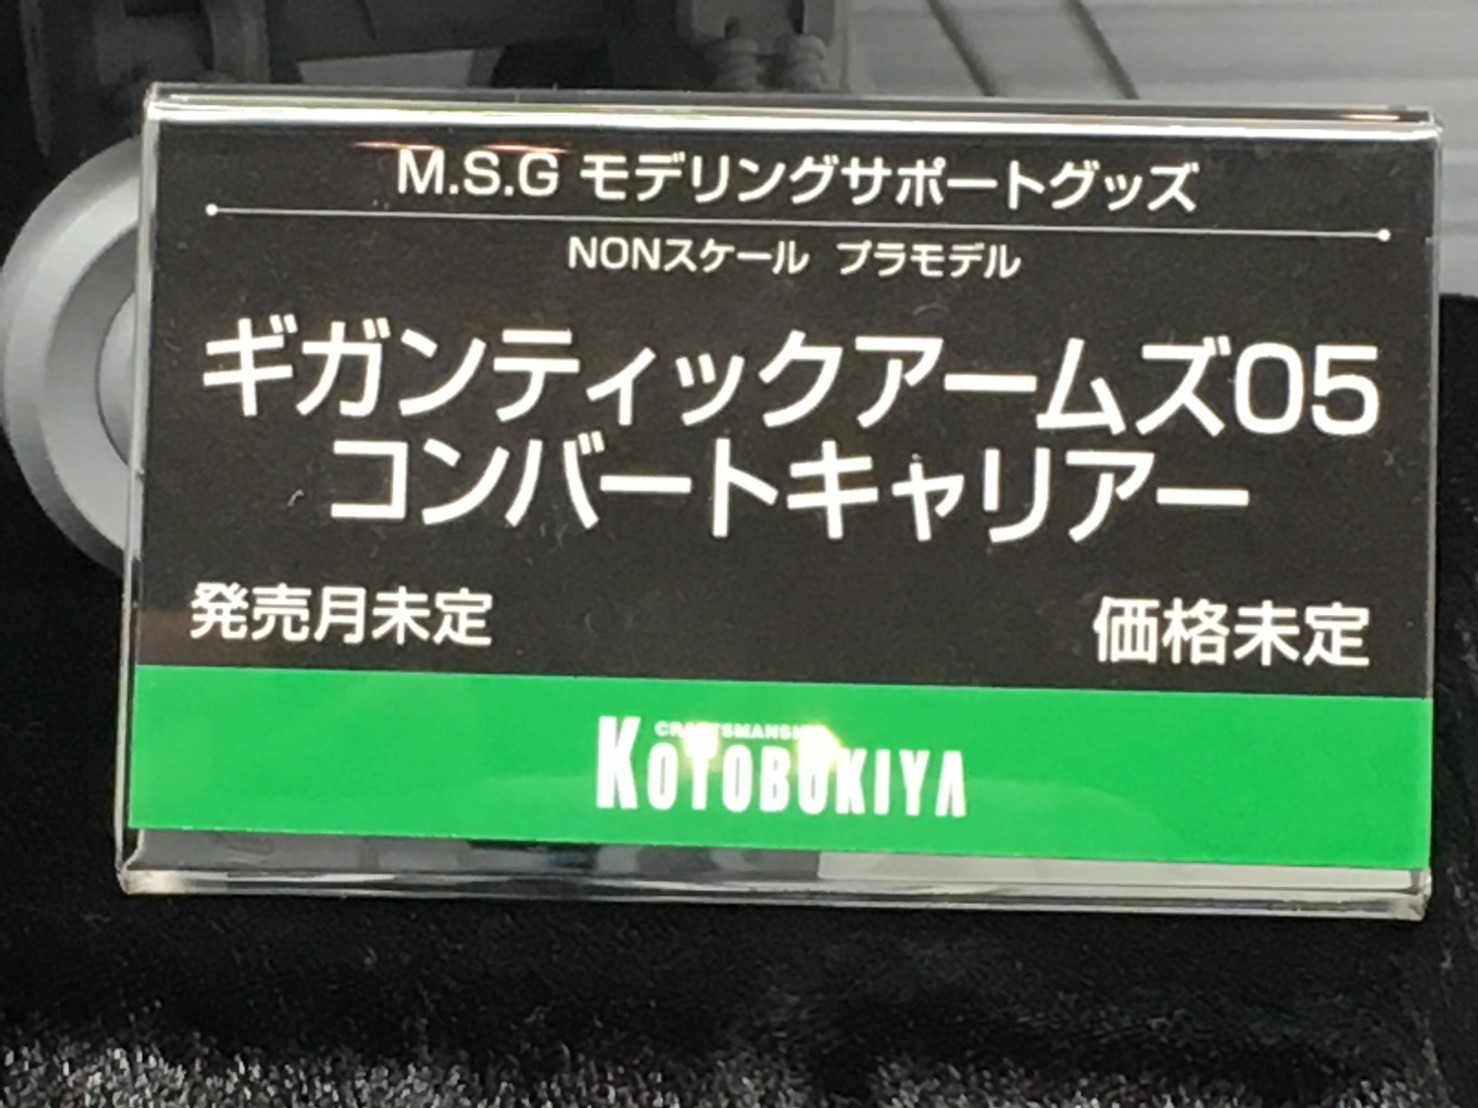 M.S.G モデリングサポートグッズ
NONスケール プラモデル
ギガンティックアームズ05
コンバートキャリアー
発売月未定 価格未定
CRAFTSMANSHIP
KOTOBUKIYA